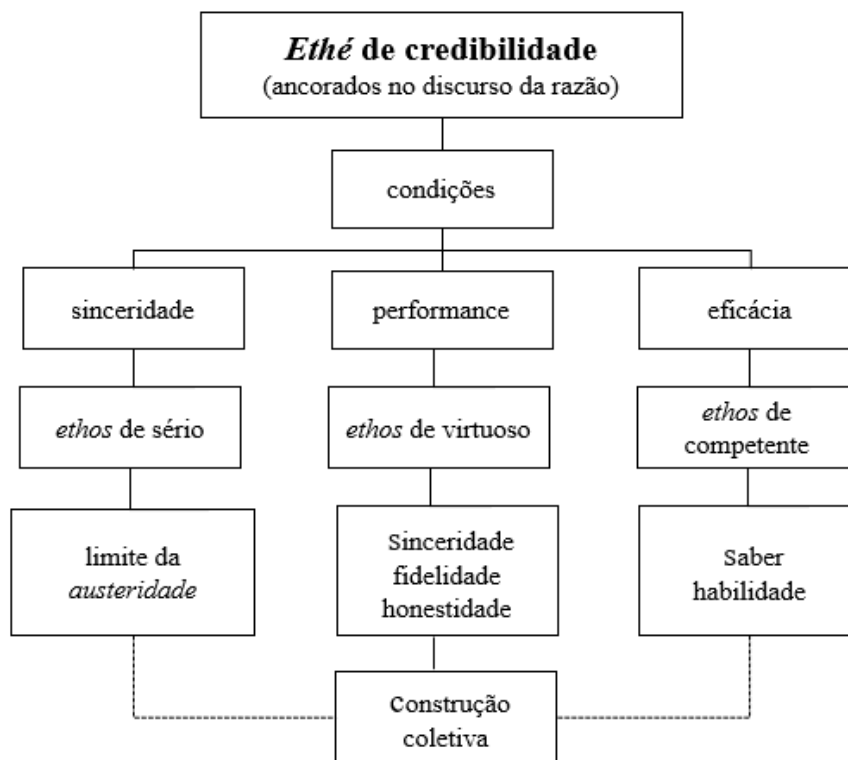 Ethé de credibilidade
(ancorados no discurso da razão)
condições
sinceridade
performance
eficácia
ethos de sério
ethos de virtuoso
ethos de
competente
limite da
austeridade
Sinceridade
fidelidade
honestidade
Saber
habilidade
Construção
coletiva